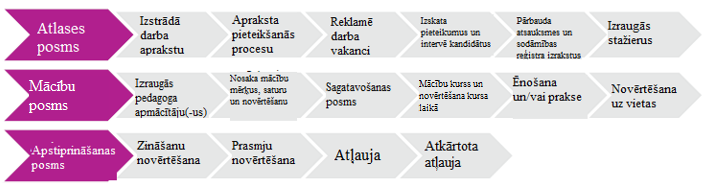 Atlases
posms
Izstrādā
darba
aprakstu
Apraksta
pieteikšanās
procesu
Reklamē
darba
vakanci
Izskata
pieteikumus un
intervē kandidātus
Pārbauda
atsauksmes un
sodāmības
reģistra izrakstus
Izraugās
stažierus
Mācību
posms
Izraugās
pedagoga
apmācītāju(-us)
Nosaka mācību
mērķus, saturu
un novērtēšanu
Sagatavošanas
posms
Mācību kurss un
novērtēšana kursa
laikā
Ēnošana
un/vai prakse
Novērtēšana
uz vietas
Apstiprināšanas
posms
Zināšanu
novērtēšana
Prasmju
novērtēšana
Atļauja
Atkārtota
atļauja